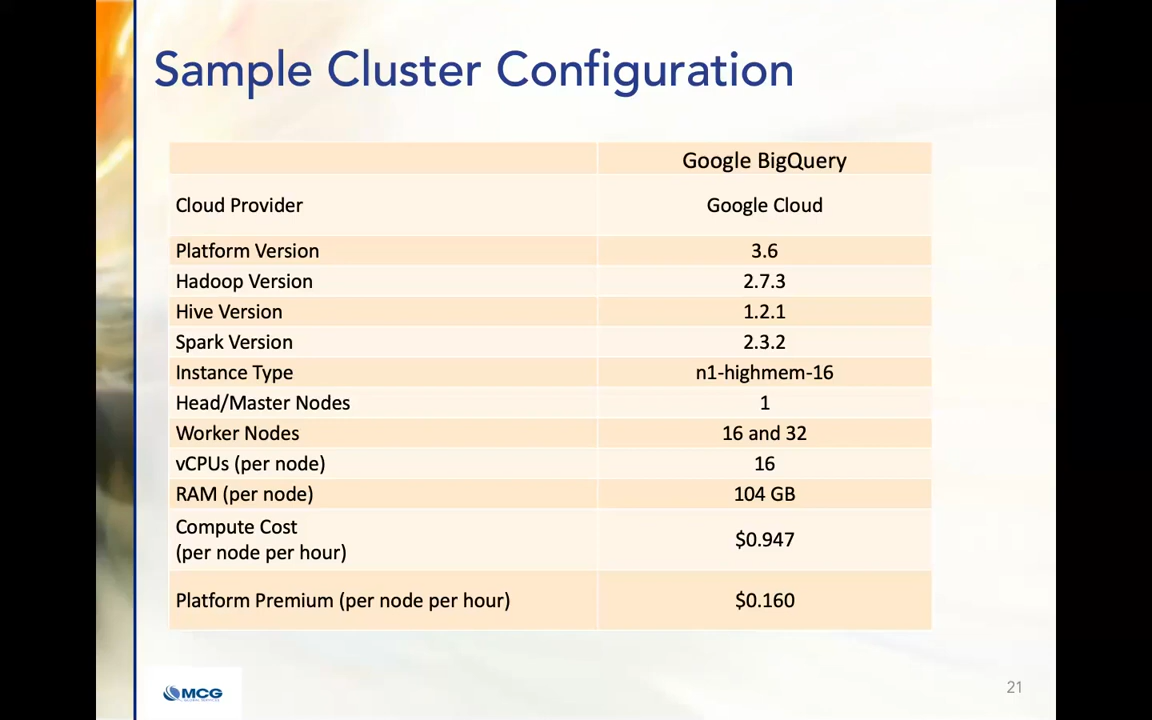 Sample Cluster Configuration
Google BigQuery
Cloud Provider Google Cloud
Platform Version 3.6
Hadoop Version 2.7.3
Hive Version 1.2.1
Spark Version 2.3.2
Instance Type n1-highmem-16
Head/Master Nodes 1
Worker Nodes 16 and 32
vCPUs (per node) 16
RAM (per node) 104 GB
Compute Cost
(per node per hour) $0.947
Platform Premium (per node per hour) $0.160
MCG
21